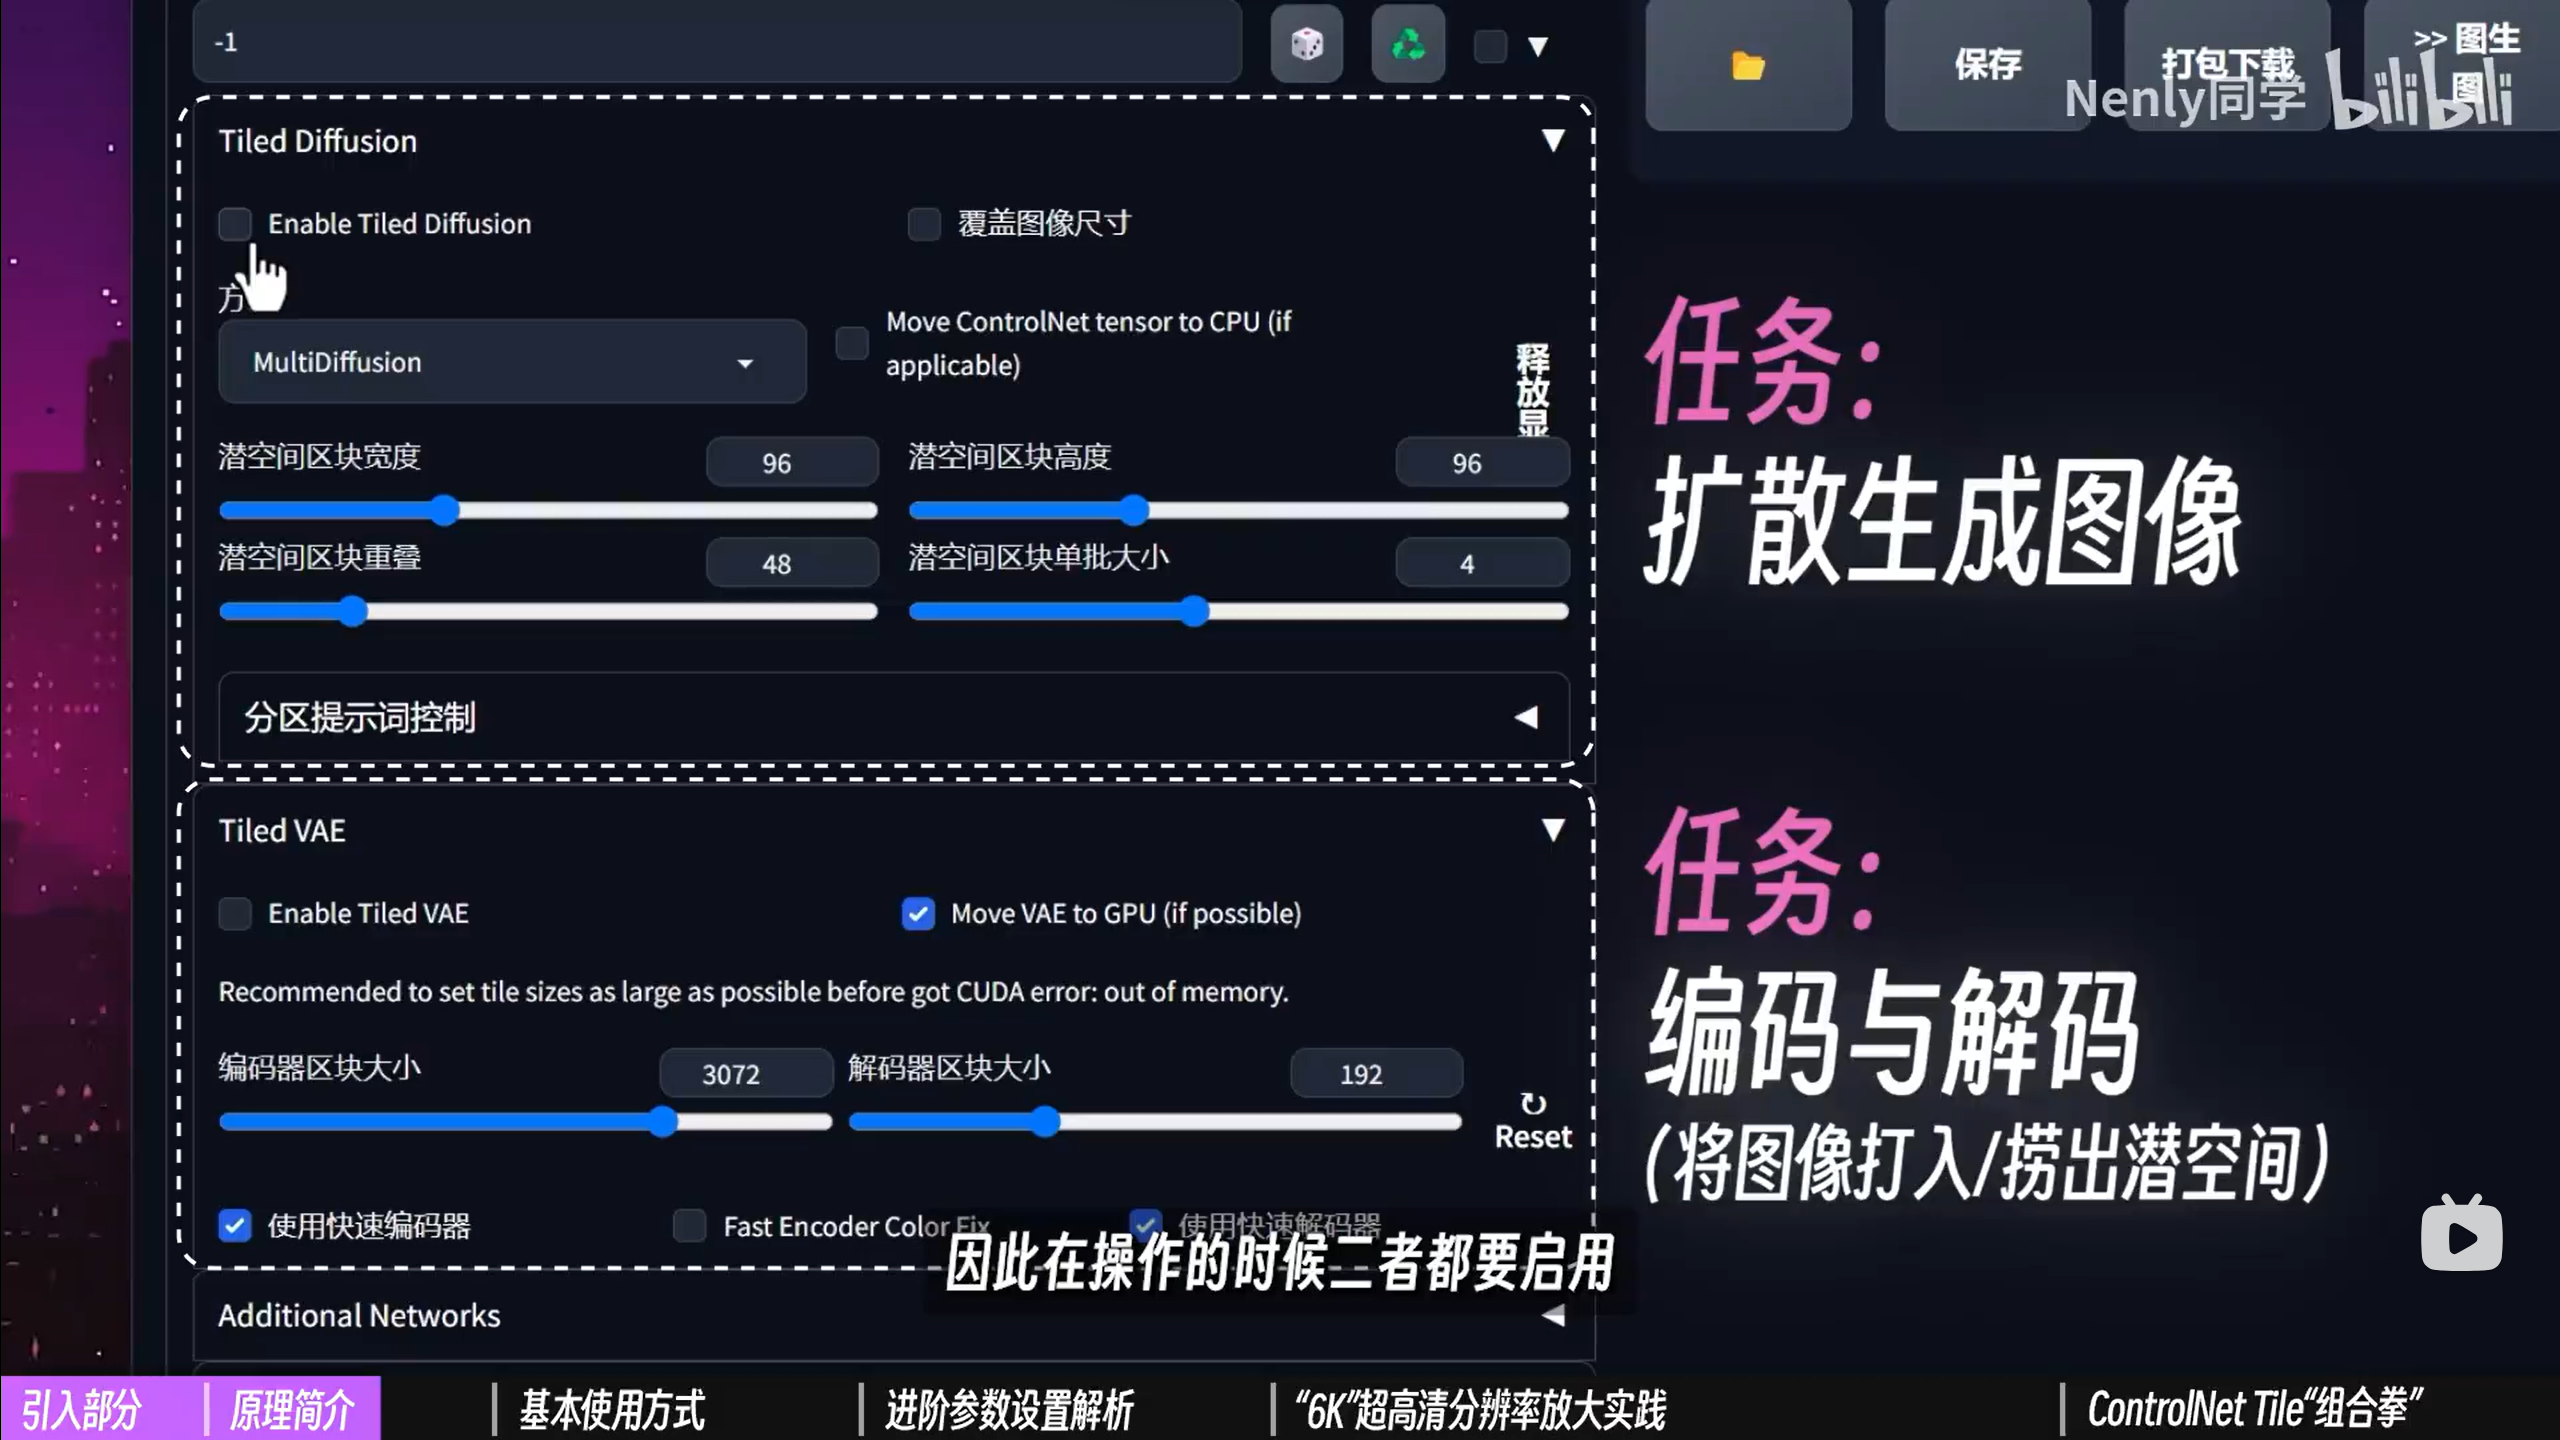 -1
保存
打包下载
>> 图生
图
Nenly同学 bilibili
Tiled Diffusion
Enable Tiled Diffusion
覆盖图像尺寸
方
MultiDiffusion
Move ControlNet tensor to CPU (if
applicable)
释放显
潜空间区块宽度
96
潜空间区块高度
96
潜空间区块重叠
48
潜空间区块单批大小
4
分区提示词控制
任务:
扩散生成图像
Tiled VAE
Enable Tiled VAE
Move VAE to GPU (if possible)
Recommended to set tile sizes as large as possible before got CUDA error: out of memory.
编码器区块大小
3072
解码器区块大小
192
↻
Reset
使用快速编码器
Fast Encoder Color Fix
使用快速解码器
任务:
编码与解码
(将图像打入/捞出潜空间)
因此在操作的时候二者都要启用
Additional Networks
引入部分
原理简介
基本使用方式
进阶参数设置解析
“6K”超高清分辨率放大实践
ControlNet Tile“组合拳”